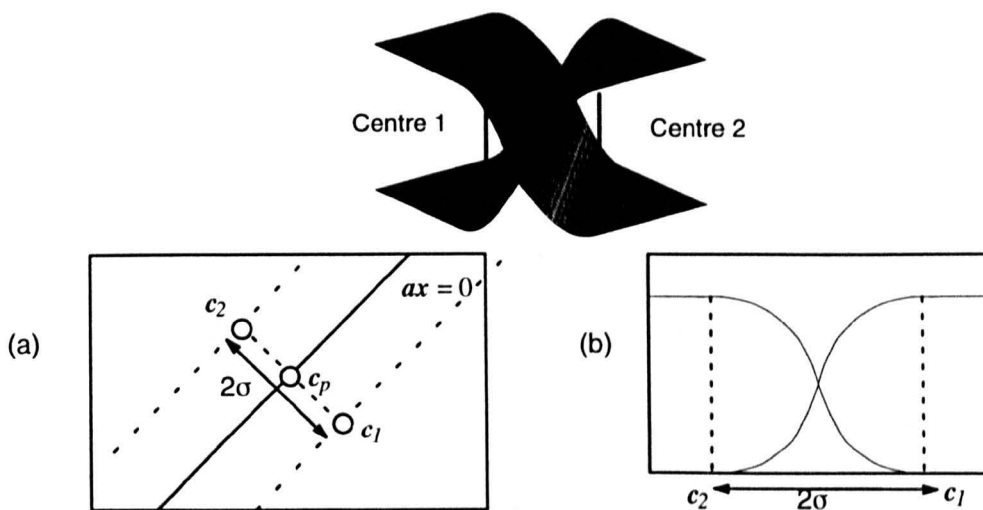 Centre 1
Centre 2
(a)
ax = 0
c₂
2σ
cₚ
c₁
(b)
c₂
2σ
c₁